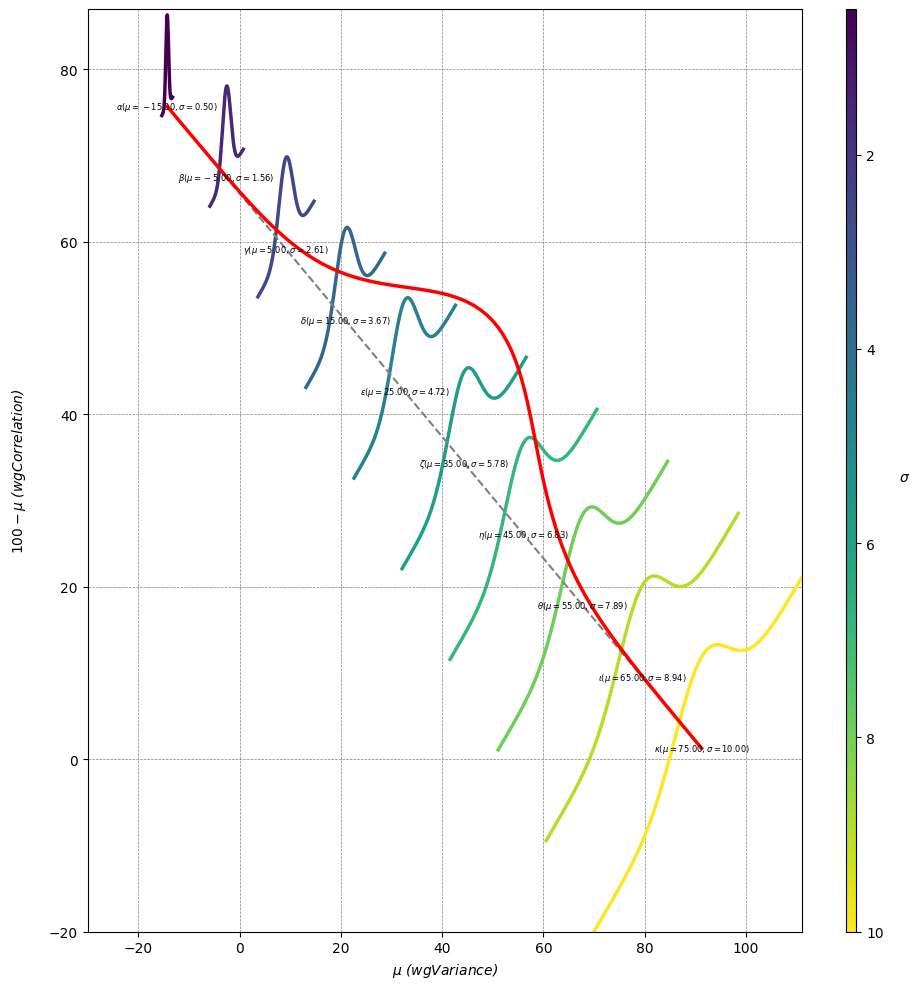 α(μ = −15.00, σ = 0.50)
β(μ = −5.00, σ = 1.56)
γ(μ = 5.00, σ = 2.61)
δ(μ = 15.00, σ = 3.67)
ε(μ = 25.00, σ = 4.72)
ζ(μ = 35.00, σ = 5.78)
η(μ = 45.00, σ = 6.83)
θ(μ = 55.00, σ = 7.89)
ι(μ = 65.00, σ = 8.94)
κ(μ = 75.00, σ = 10.00)
80
60
40
20
0
−20
100 − μ (wgCorrelation)
−20 0 20 40 60 80 100
μ (wgVariance)
2
4
6
8
10
σ